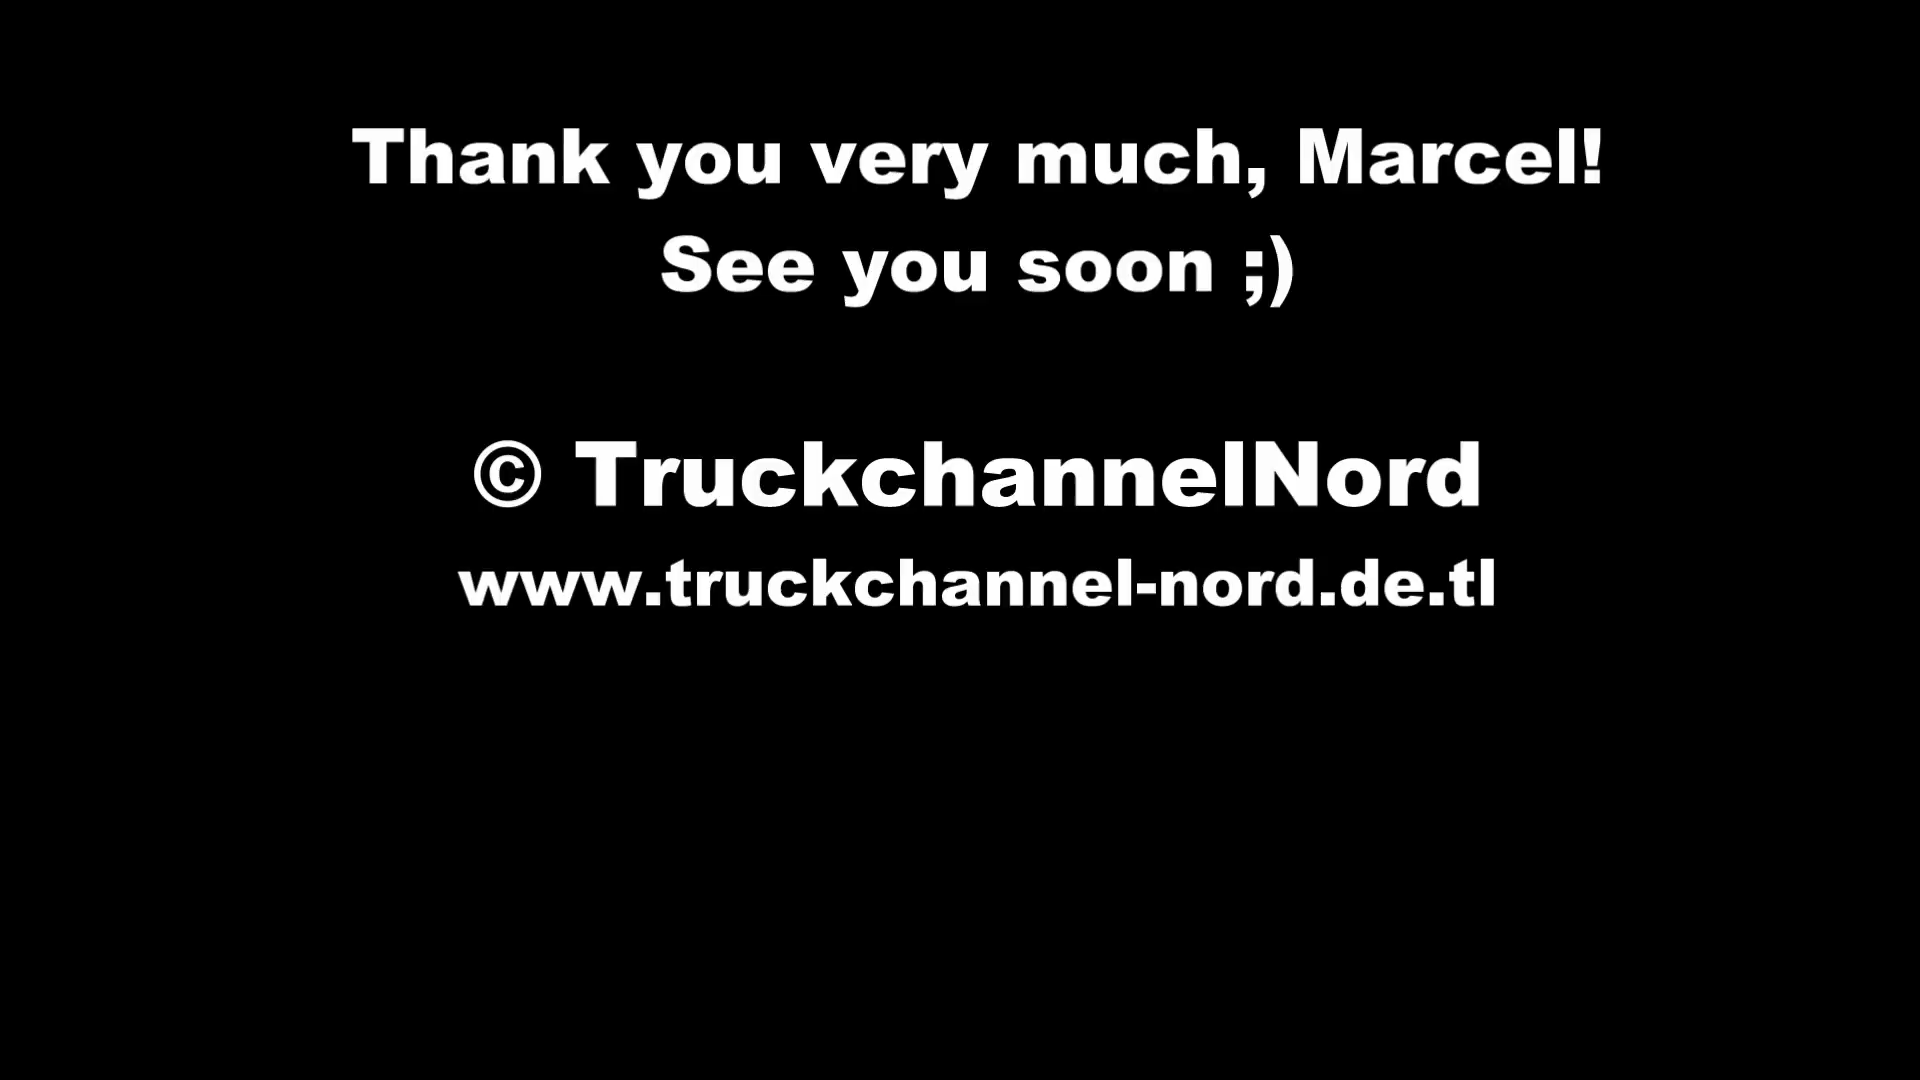 Thank you very much, Marcel!
See you soon ;)
© TruckchannelNord
www.truckchannel-nord.de.tl